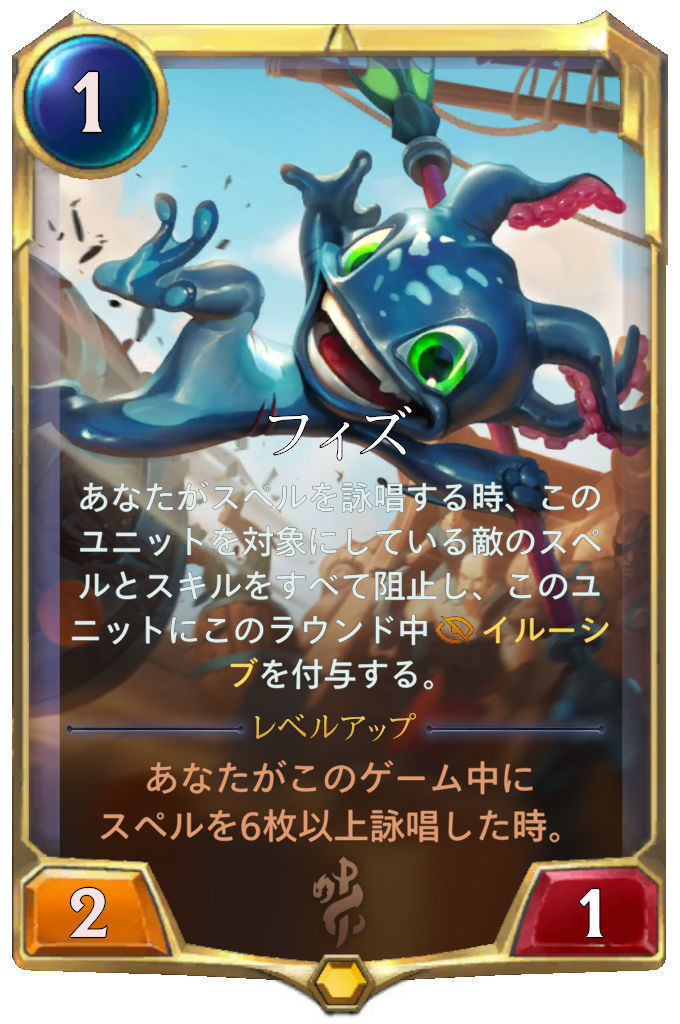 1
フィズ
あなたがスペルを詠唱する時、この
ユニットを対象にしている敵のスペ
ルとスキルをすべて阻止し、このユ
ニットにこのラウンド中イルーシ
ブを付与する。
レベルアップ
あなたがこのゲーム中に
スペルを6枚以上詠唱した時。
2
1